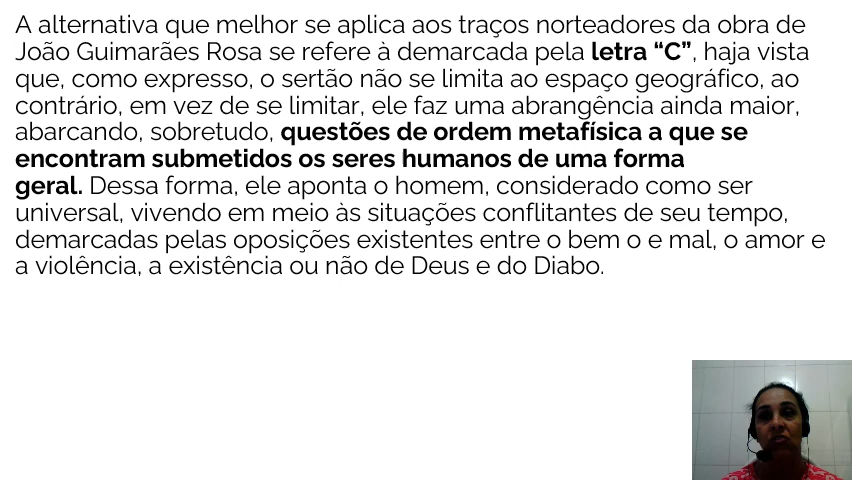 A alternativa que melhor se aplica aos traços norteadores da obra de
João Guimarães Rosa se refere à demarcada pela letra “C”, haja vista
que, como expresso, o sertão não se limita ao espaço geográfico, ao
contrário, em vez de se limitar, ele faz uma abrangência ainda maior,
abarcando, sobretudo, questões de ordem metafísica a que se
encontram submetidos os seres humanos de uma forma
geral. Dessa forma, ele aponta o homem, considerado como ser
universal, vivendo em meio às situações conflitantes de seu tempo,
demarcadas pelas oposições existentes entre o bem o e mal, o amor e
a violência, a existência ou não de Deus e do Diabo.